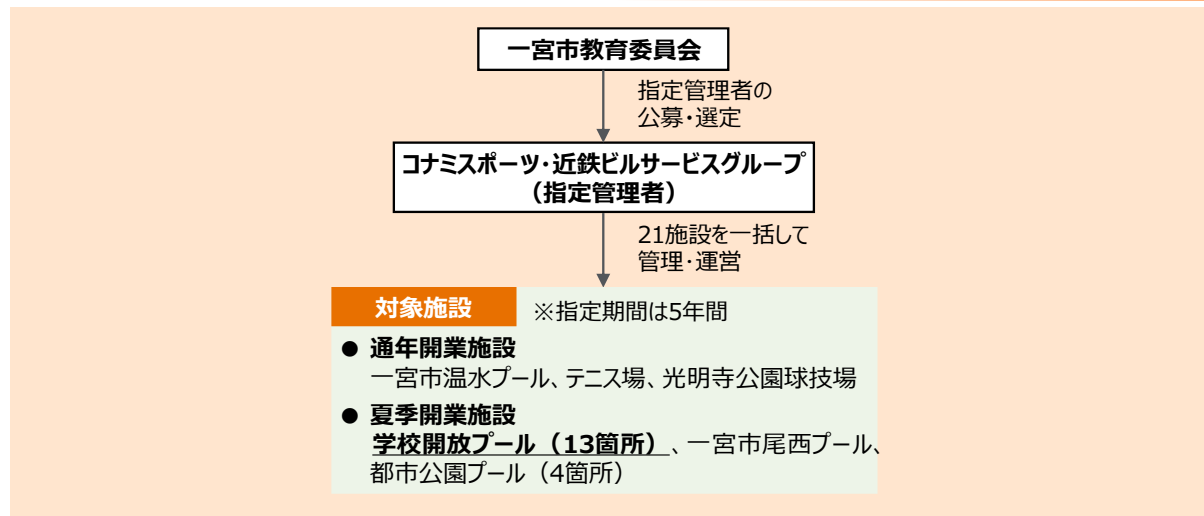 一宮市教育委員会
指定管理者の
公募・選定
コナミスポーツ・近鉄ビルサービスグループ
（指定管理者）
21施設を一括して
管理・運営
対象施設 ※指定期間は5年間
● 通年開業施設
一宮市温水プール、テニス場、光明寺公園球技場
● 夏季開業施設
学校開放プール（13箇所）、一宮市尾西プール、
都市公園プール（4箇所）